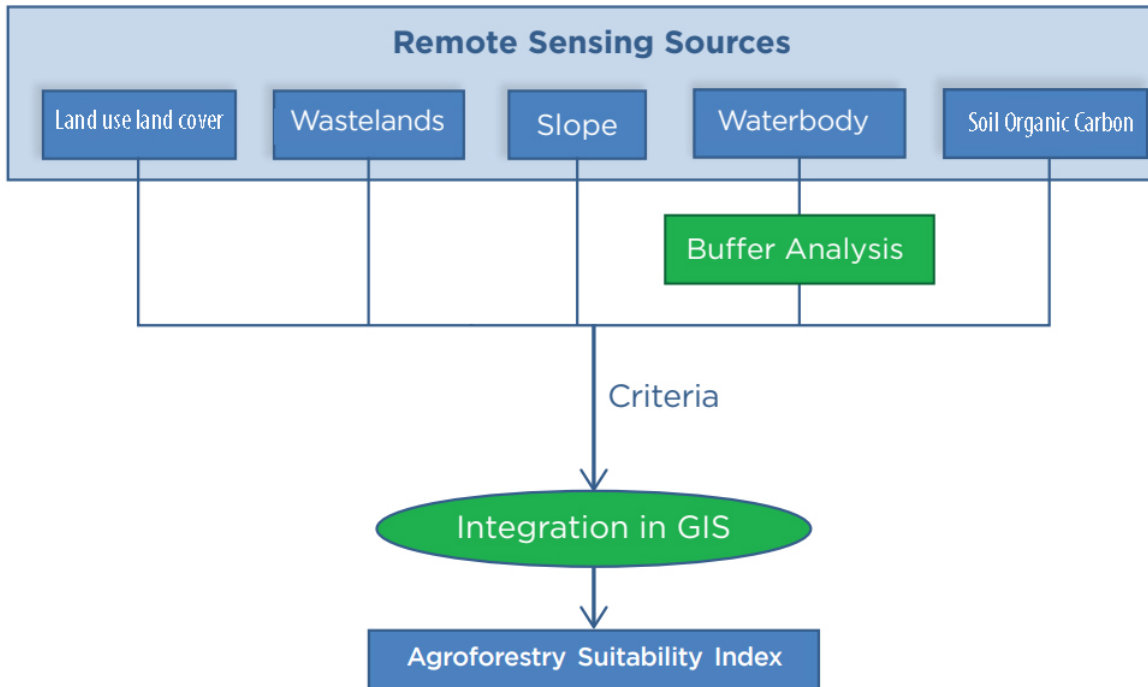 Remote Sensing Sources
Land use land cover
Wastelands
Slope
Waterbody
Soil Organic Carbon
Buffer Analysis
Criteria
Integration in GIS
Agroforestry Suitability Index